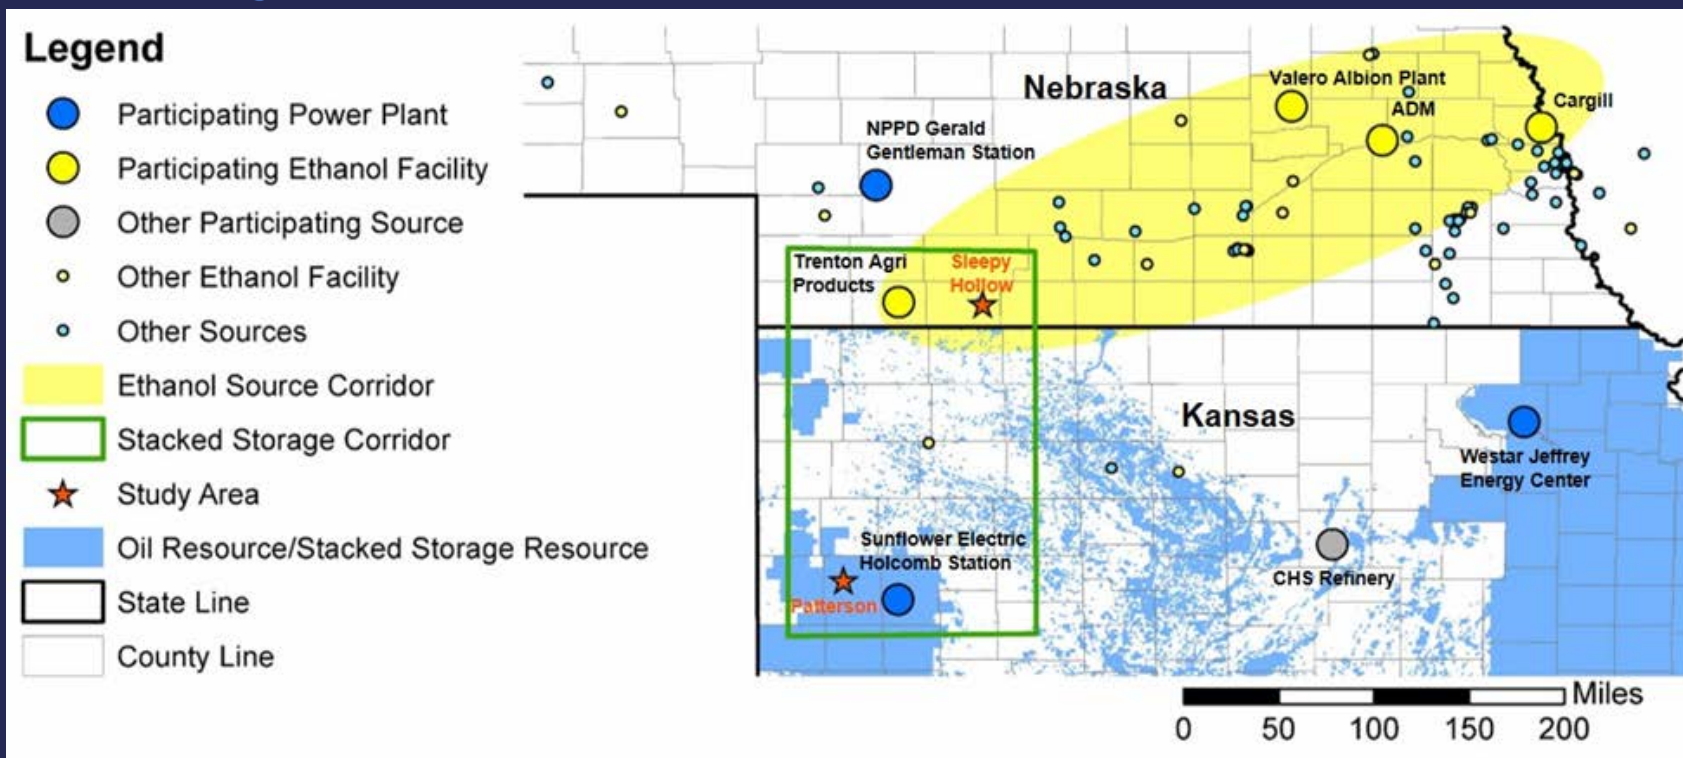 Legend
Participating Power Plant
Participating Ethanol Facility
Other Participating Source
Other Ethanol Facility
Other Sources
Ethanol Source Corridor
Stacked Storage Corridor
Study Area
Oil Resource/Stacked Storage Resource
State Line
County Line
Nebraska
Valero Albion Plant
ADM
Cargill
NPPD Gerald
Gentleman Station
Trenton Agri
Products
Sleepy
Hollow
Kansas
Westar Jeffrey
Energy Center
Sunflower Electric
Holcomb Station
CHS Refinery
Patterson
Miles
0 50 100 150 200